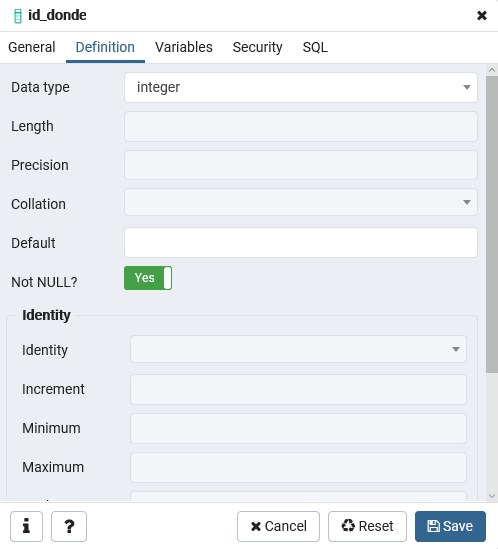 id_donde
General Definition Variables Security SQL
Data type integer
Length
Precision
Collation
Default
Not NULL? Yes
Identity
Identity
Increment
Minimum
Maximum
Cancel Reset Save